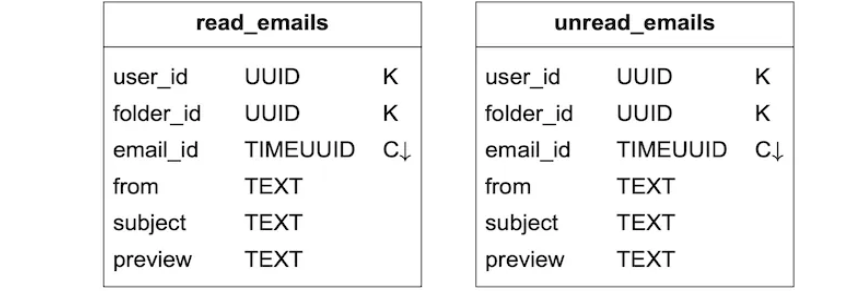 read_emails
user_id UUID K
folder_id UUID K
email_id TIMEUUID C↓
from TEXT
subject TEXT
preview TEXT
unread_emails
user_id UUID K
folder_id UUID K
email_id TIMEUUID C↓
from TEXT
subject TEXT
preview TEXT